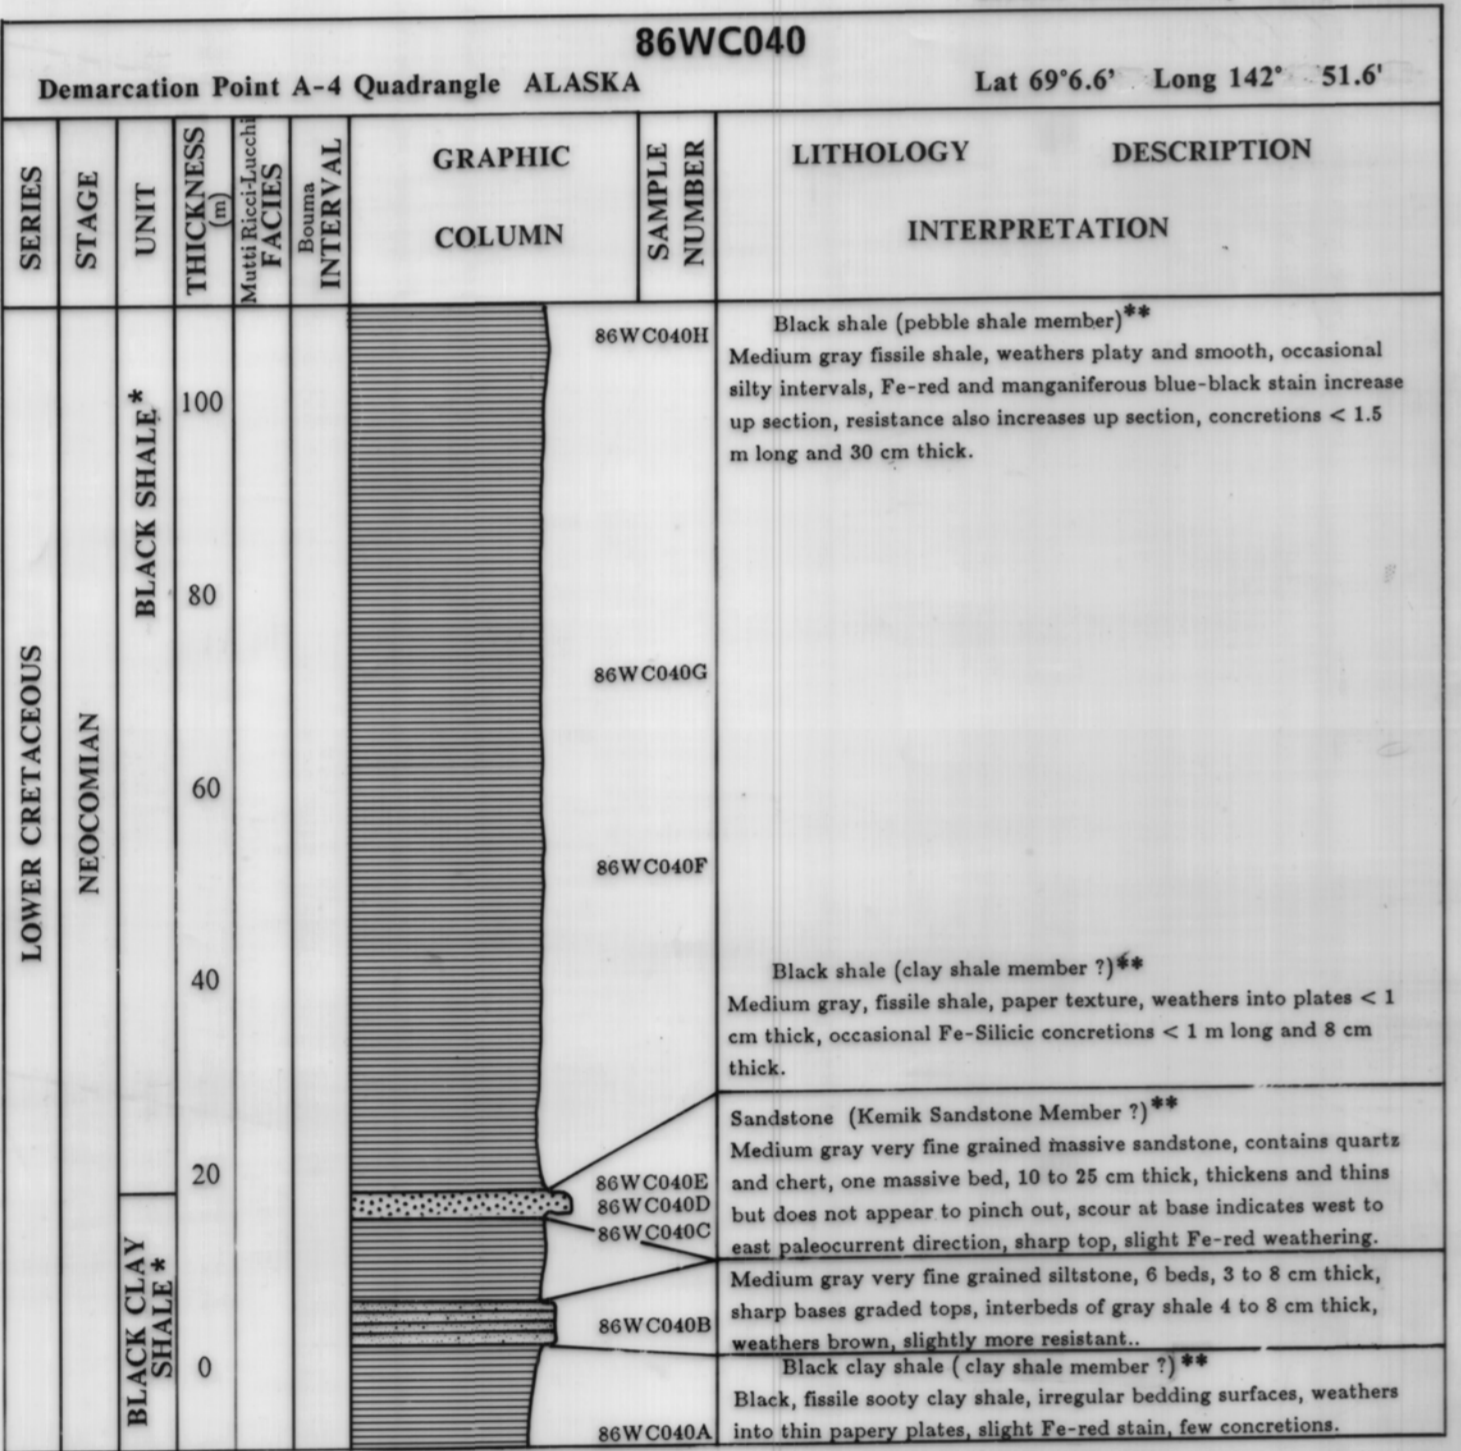 86WC040
Demarcation Point A-4 Quadrangle ALASKA
Lat 69°6.6' Long 142° 51.6'
SERIES
STAGE
UNIT
THICKNESS
(m)
Mutti Ricci-Lucchi
FACIES
Bouma
INTERVAL
GRAPHIC
COLUMN
SAMPLE
NUMBER
LITHOLOGY DESCRIPTION
INTERPRETATION
LOWER CRETACEOUS
NEOCOMIAN
BLACK SHALE*
BLACK CLAY
SHALE*
100
80
60
40
20
0
86WC040H
86WC040G
86WC040F
86WC040E
86WC040D
86WC040C
86WC040B
86WC040A
Black shale (pebble shale member)**
Medium gray fissile shale, weathers platy and smooth, occasional
silty intervals, Fe-red and manganiferous blue-black stain increase
up section, resistance also increases up section, concretions < 1.5
m long and 30 cm thick.
Black shale (clay shale member ?)**
Medium gray, fissile shale, paper texture, weathers into plates < 1
cm thick, occasional Fe-Silicic concretions < 1 m long and 8 cm
thick.
Sandstone (Kemik Sandstone Member ?)**
Medium gray very fine grained massive sandstone, contains quartz
and chert, one massive bed, 10 to 25 cm thick, thickens and thins
but does not appear to pinch out, scour at base indicates west to
east paleocurrent direction, sharp top, slight Fe-red weathering.
Medium gray very fine grained siltstone, 6 beds, 3 to 8 cm thick,
sharp bases graded tops, interbeds of gray shale 4 to 8 cm thick,
weathers brown, slightly more resistant..
Black clay shale ( clay shale member ?)**
Black, fissile sooty clay shale, irregular bedding surfaces, weathers
into thin papery plates, slight Fe-red stain, few concretions.